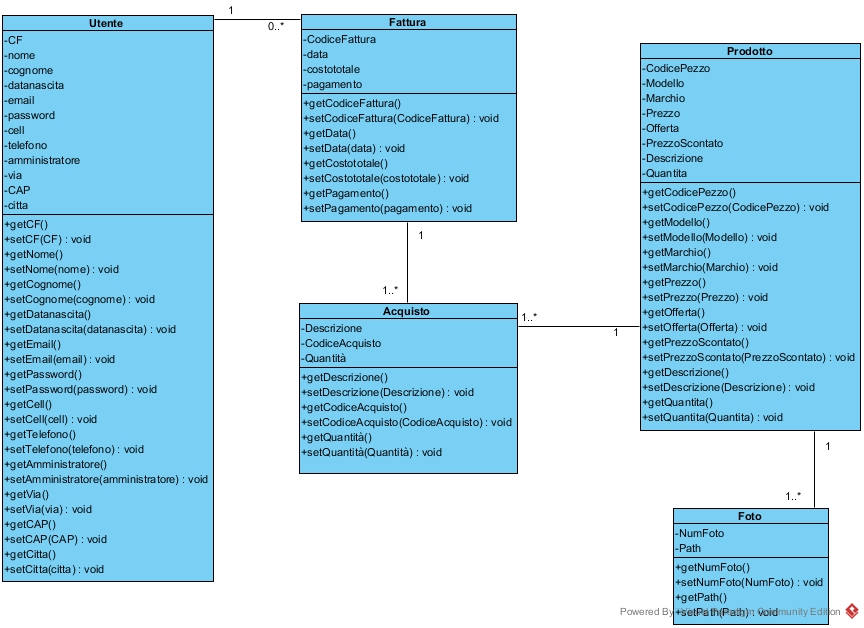 Utente
-CF
-nome
-cognome
-datanascita
-email
-password
-cell
-telefono
-amministratore
-via
-CAP
-citta
+getCF()
+setCF(CF) : void
+getNome()
+setNome(nome) : void
+getCognome()
+setCognome(cognome) : void
+getDatanascita()
+setDatanascita(datanascita) : void
+getEmail()
+setEmail(email) : void
+getPassword()
+setPassword(password) : void
+getCell()
+setCell(cell) : void
+getTelefono()
+setTelefono(telefono) : void
+getAmministratore()
+setAmministratore(amministratore) : void
+getVia()
+setVia(via) : void
+getCAP()
+setCAP(CAP) : void
+getCitta()
+setCitta(citta) : void
1
0..*
Fattura
-CodiceFattura
-data
-costototale
-pagamento
+getCodiceFattura()
+setCodiceFattura(CodiceFattura) : void
+getData()
+setData(data) : void
+getCostototale()
+setCostototale(costototale) : void
+getPagamento()
+setPagamento(pagamento) : void
1
1..*
Acquisto
-Descrizione
-CodiceAcquisto
-Quantità
+getDescrizione()
+setDescrizione(Descrizione) : void
+getCodiceAcquisto()
+setCodiceAcquisto(CodiceAcquisto) : void
+getQuantità()
+setQuantità(Quantità) : void
1..*
1
Prodotto
-CodicePezzo
-Modello
-Marchio
-Prezzo
-Offerta
-PrezzoScontato
-Descrizione
-Quantita
+getCodicePezzo()
+setCodicePezzo(CodicePezzo) : void
+getModello()
+setModello(Modello) : void
+getMarchio()
+setMarchio(Marchio) : void
+getPrezzo()
+setPrezzo(Prezzo) : void
+getOfferta()
+setOfferta(Offerta) : void
+getPrezzoScontato()
+setPrezzoScontato(PrezzoScontato) : void
+getDescrizione()
+setDescrizione(Descrizione) : void
+getQuantita()
+setQuantita(Quantita) : void
1
1..*
Foto
-NumFoto
-Path
+getNumFoto()
+setNumFoto(NumFoto) : void
+getPath()
+setPath(Path) : void
Powered By Community Edition